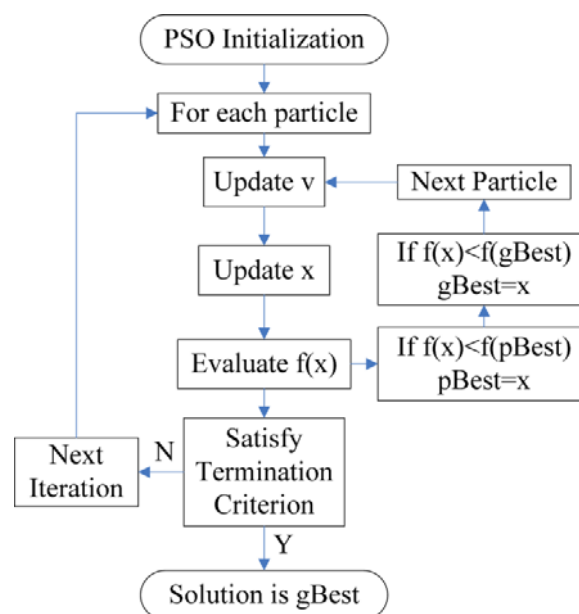 PSO Initialization
For each particle
Update v
Next Particle
Update x
If f(x)<f(gBest)
gBest=x
Evaluate f(x)
If f(x)<f(pBest)
pBest=x
Satisfy
Termination
Criterion
N
Next
Iteration
Y
Solution is gBest